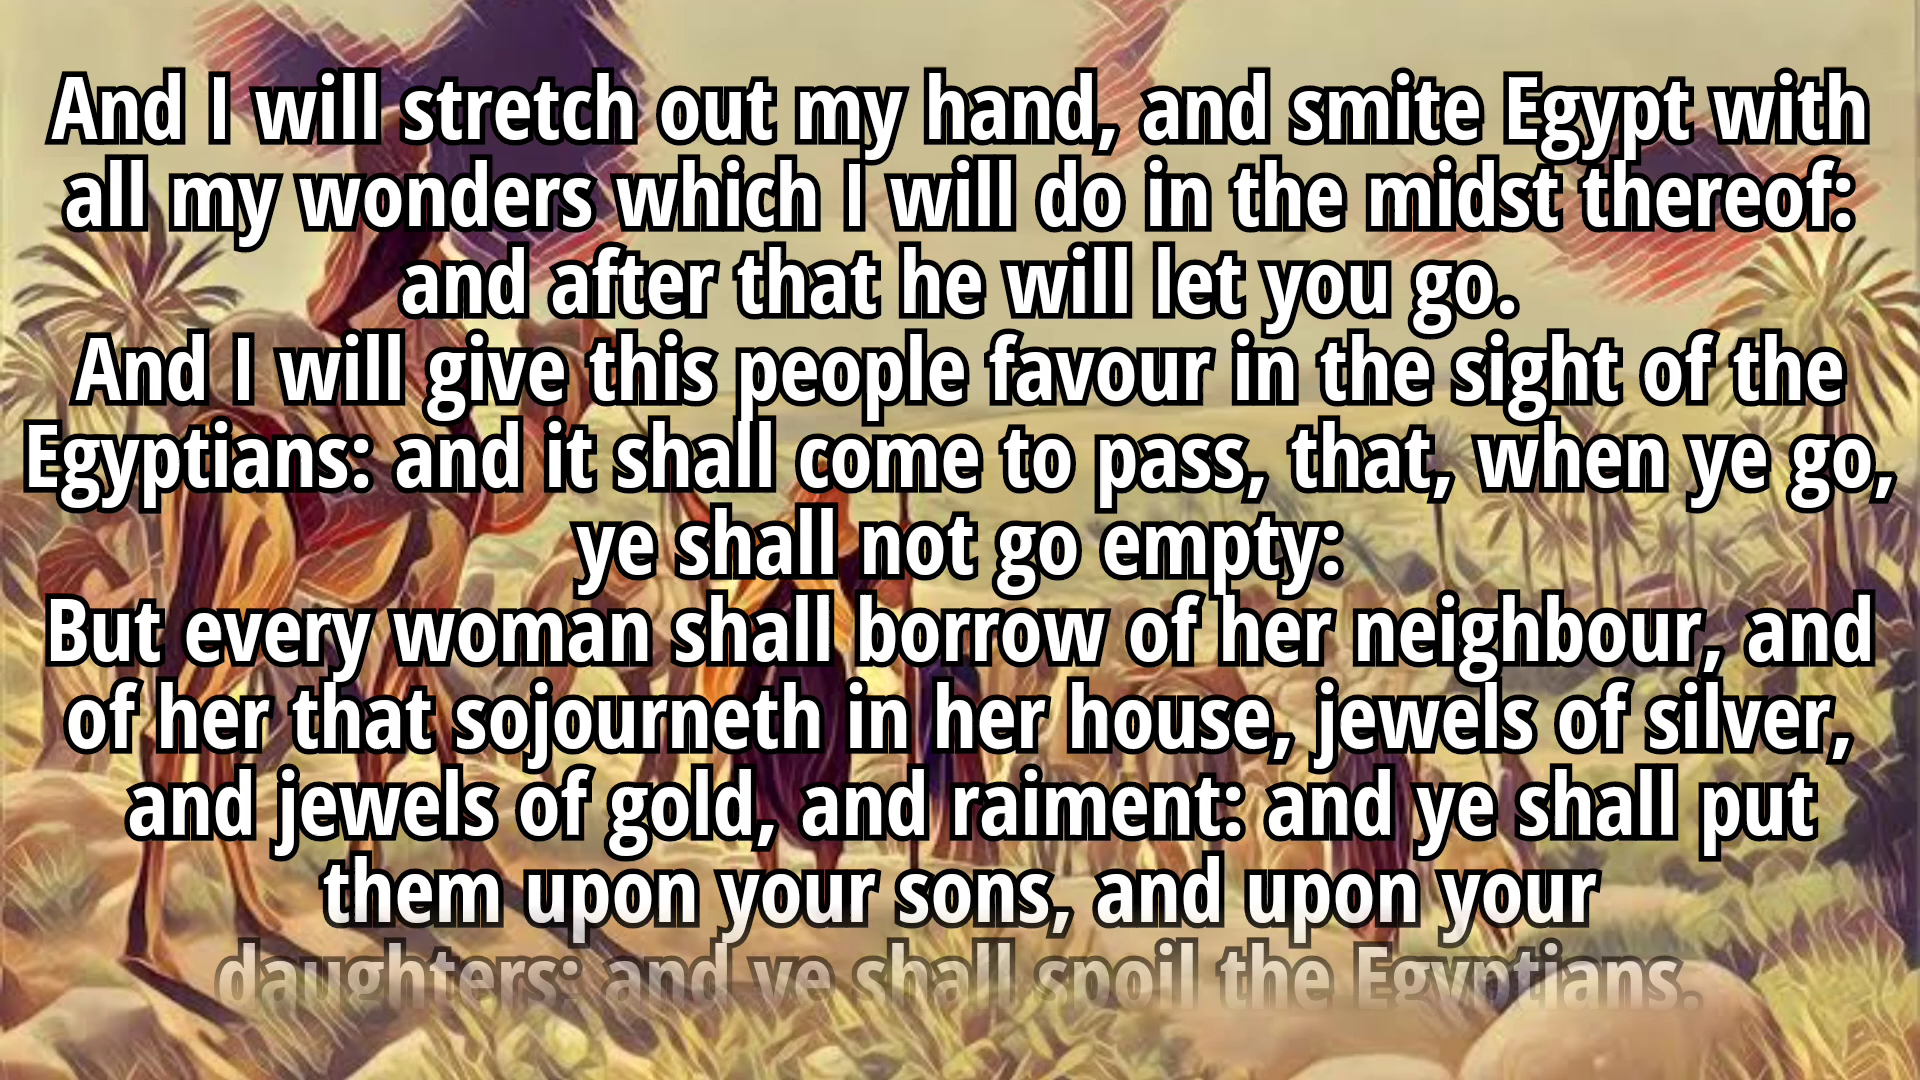 And I will stretch out my hand, and smite Egypt with
all my wonders which I will do in the midst thereof:
and after that he will let you go.
And I will give this people favour in the sight of the
Egyptians: and it shall come to pass, that, when ye go,
ye shall not go empty:
But every woman shall borrow of her neighbour, and
of her that sojourneth in her house, jewels of silver,
and jewels of gold, and raiment: and ye shall put
them upon your sons, and upon your
daughters: and ye shall spoil the Egyptians.